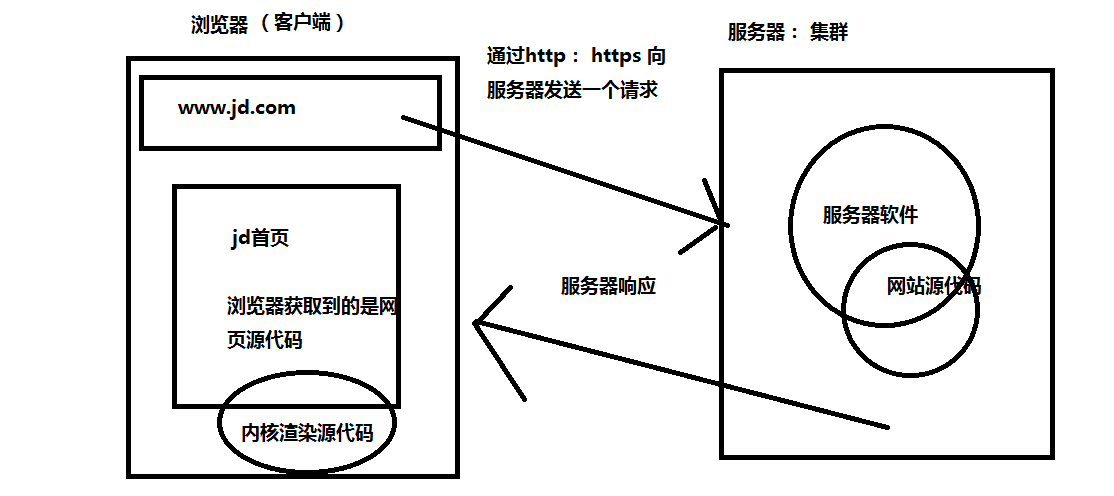 浏览器 （ 客户端 ）
www.jd.com
jd首页
浏览器获取到的是网
页源代码
内核渲染源代码
通过http： https 向
服务器发送一个请求
服务器响应
服务器： 集群
服务器软件
网站源代码